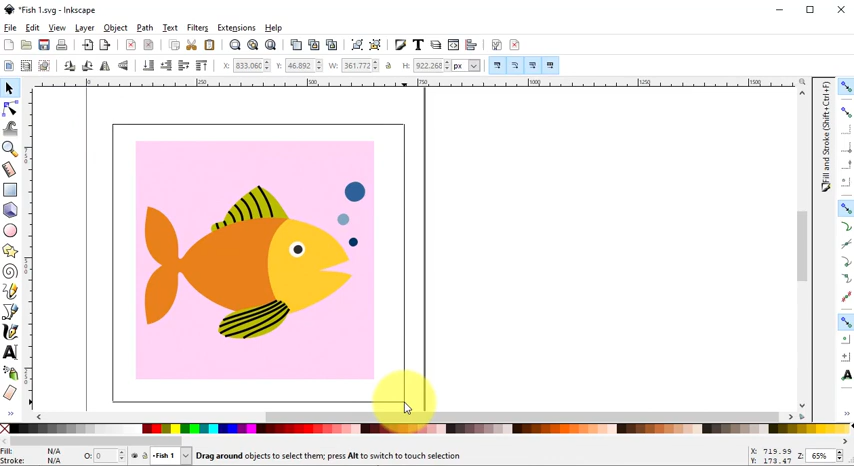 *Fish 1.svg - Inkscape
File Edit View Layer Object Path Text Filters Extensions Help
X: 833.060 Y: 46.892 W: 361.772 H: 922.268 px
0 250 500 750 1000 1250 1500
Fill and Stroke (Shift+Ctrl+F)
Fill: N/A
Stroke: N/A
O: 0
•Fish 1
Drag around objects to select them; press Alt to switch to touch selection
X: 719.99
Y: 173.47
Z: 65%